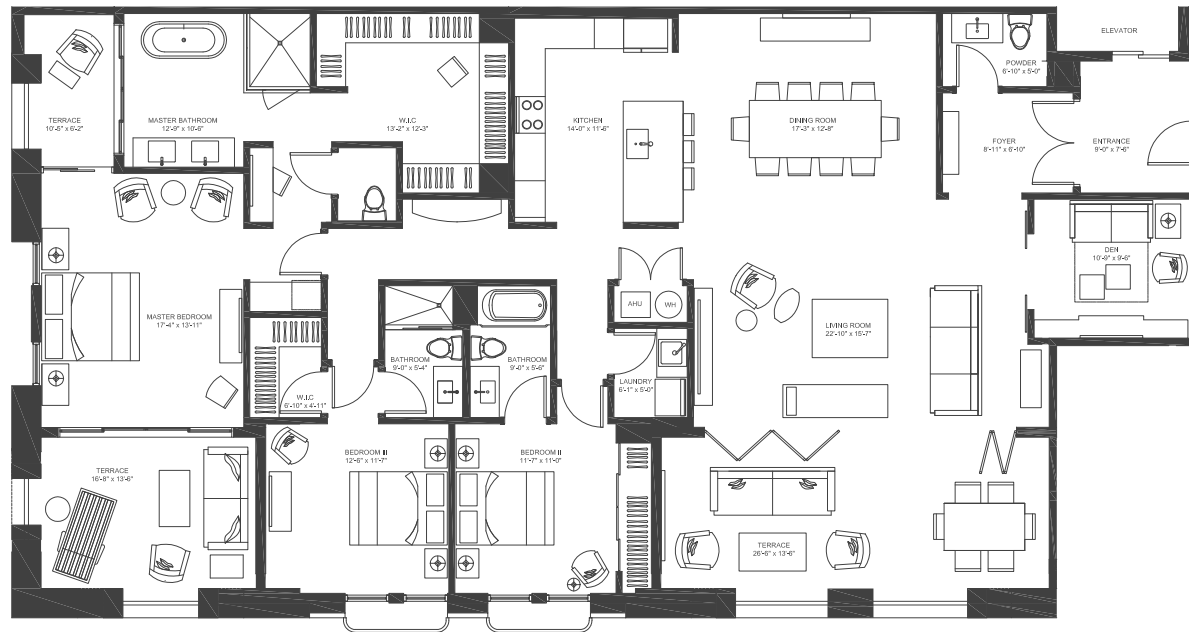 ELEVATOR
POWDER
6'-10" x 5'-0"
TERRACE
10'-5" x 6'-2"
MASTER BATHROOM
12'-9" x 10'-6"
W.I.C
13'-2" x 12'-3"
KITCHEN
14'-0" x 11'-6"
DINING ROOM
17'-3" x 12'-8"
FOYER
8'-11" x 6'-10"
ENTRANCE
9'-0" x 7'-6"
DEN
10'-9" x 9'-6"
MASTER BEDROOM
17'-4" x 13'-11"
AHU
WH
LIVING ROOM
22'-10" x 15'-7"
BATHROOM
9'-0" x 5'-4"
BATHROOM
9'-0" x 5'-6"
LAUNDRY
6'-1" x 5'-0"
W.I.C
6'-10" x 4'-11"
BEDROOM III
12'-6" x 11'-7"
BEDROOM II
11'-7" x 11'-0"
TERRACE
16'-8" x 13'-6"
TERRACE
26'-6" x 13'-6"